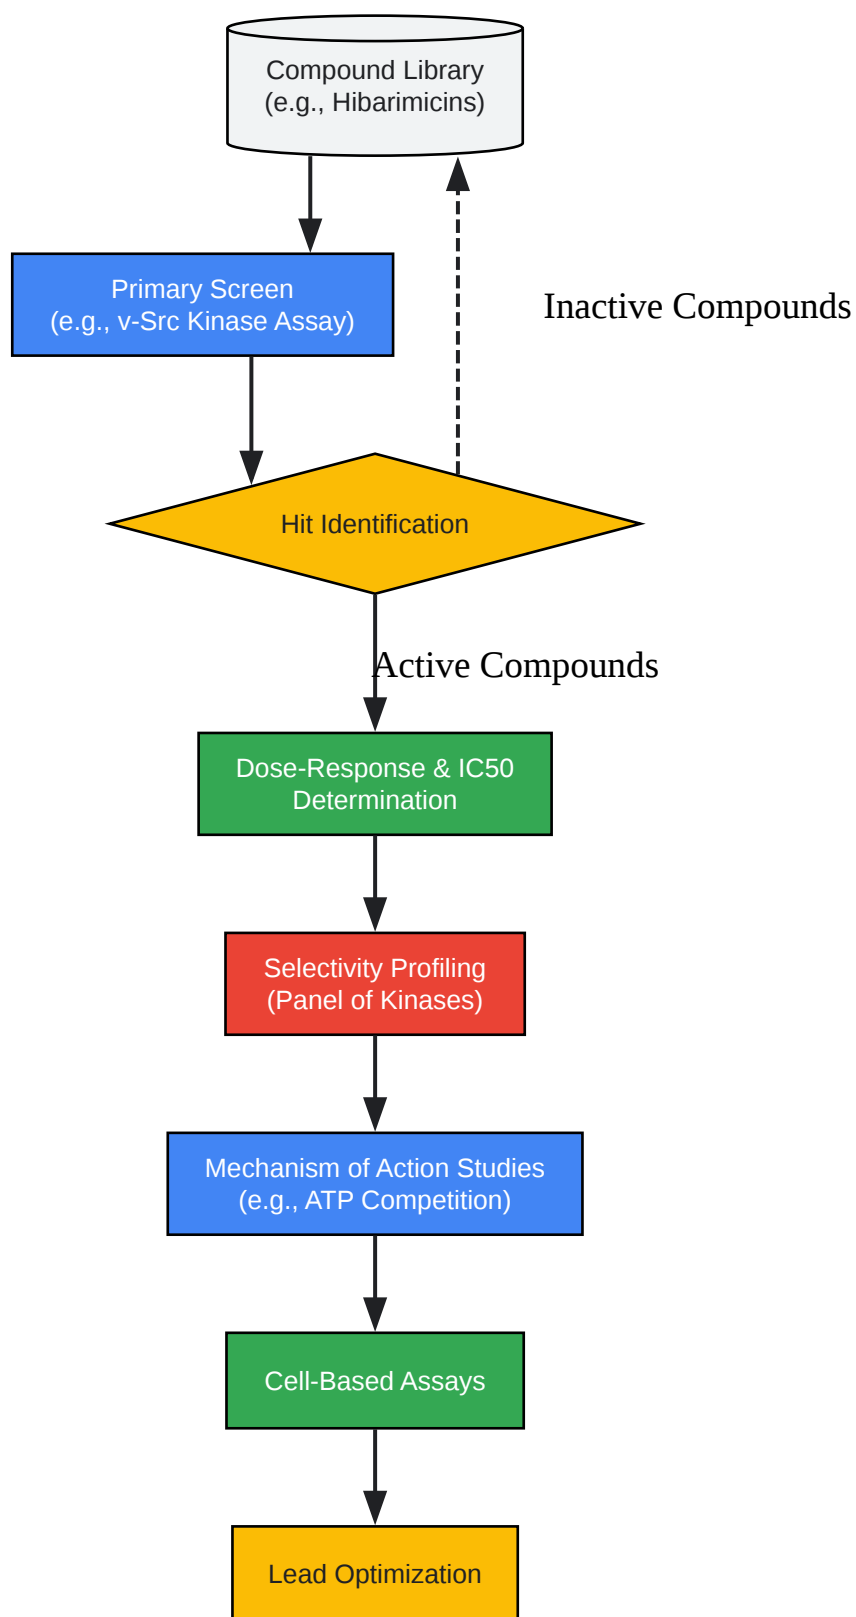 Compound Library
(e.g., Hibarimicins)
Primary Screen
(e.g., v-Src Kinase Assay)
Inactive Compounds
Hit Identification
Active Compounds
Dose-Response & IC50
Determination
Selectivity Profiling
(Panel of Kinases)
Mechanism of Action Studies
(e.g., ATP Competition)
Cell-Based Assays
Lead Optimization